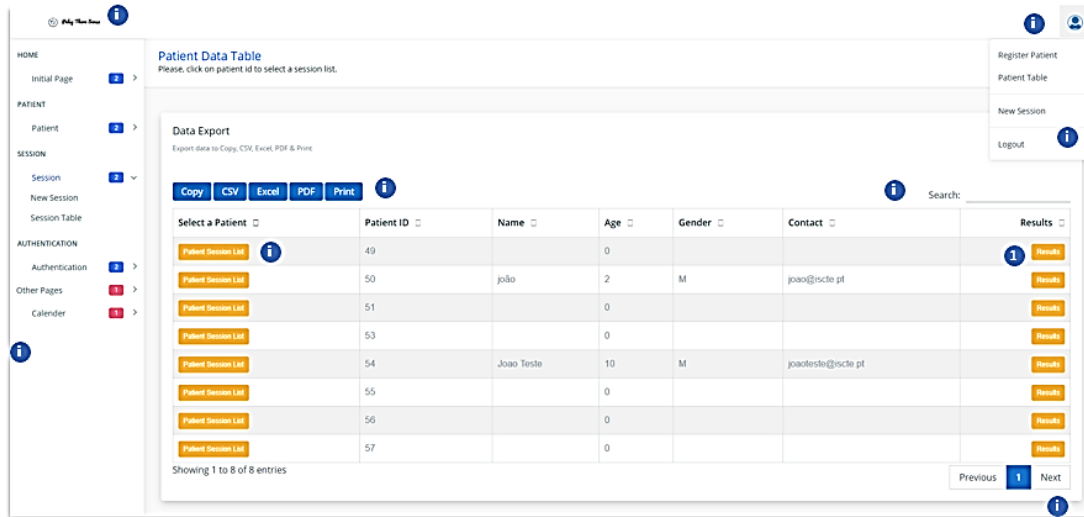 Only Then Sens
i
i
HOME
Initial Page 2
PATIENT
Patient 2
SESSION
Session 2
New Session
Session Table
AUTHENTICATION
Authentication 2
Other Pages 1
Calender 1
i
Patient Data Table
Please, click on patient id to select a session list.
Register Patient
Patient Table
New Session
Logout i
Data Export
Export data to Copy, CSV, Excel, PDF & Print
Copy CSV Excel PDF Print i
i Search:
Select a Patient Patient ID Name Age Gender Contact Results
Patient Session List i 49 0 1 Results
Patient Session List 50 joão 2 M joao@iscte.pt Results
Patient Session List 51 0 Results
Patient Session List 53 0 Results
Patient Session List 54 Joao Teste 10 M joaoteste@iscte.pt Results
Patient Session List 55 0 Results
Patient Session List 56 0 Results
Patient Session List 57 0 Results
Showing 1 to 8 of 8 entries
Previous 1 Next
i